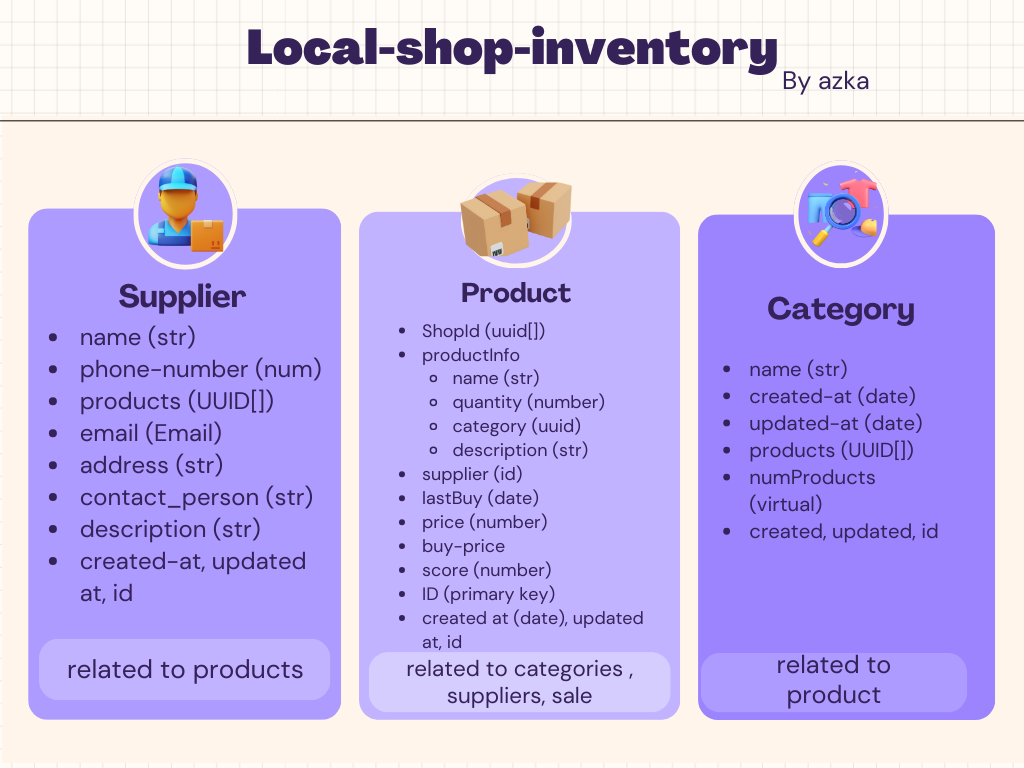 Local-shop-inventory
By azka
Supplier
name (str)
phone-number (num)
products (UUID[])
email (Email)
address (str)
contact_person (str)
description (str)
created-at, updated
at, id
related to products
Product
ShopId (uuid[])
productInfo
name (str)
quantity (number)
category (uuid)
description (str)
supplier (id)
lastBuy (date)
price (number)
buy-price
score (number)
ID (primary key)
created at (date), updated
at, id
related to categories ,
suppliers, sale
Category
name (str)
created-at (date)
updated-at (date)
products (UUID[])
numProducts
(virtual)
created, updated, id
related to
product